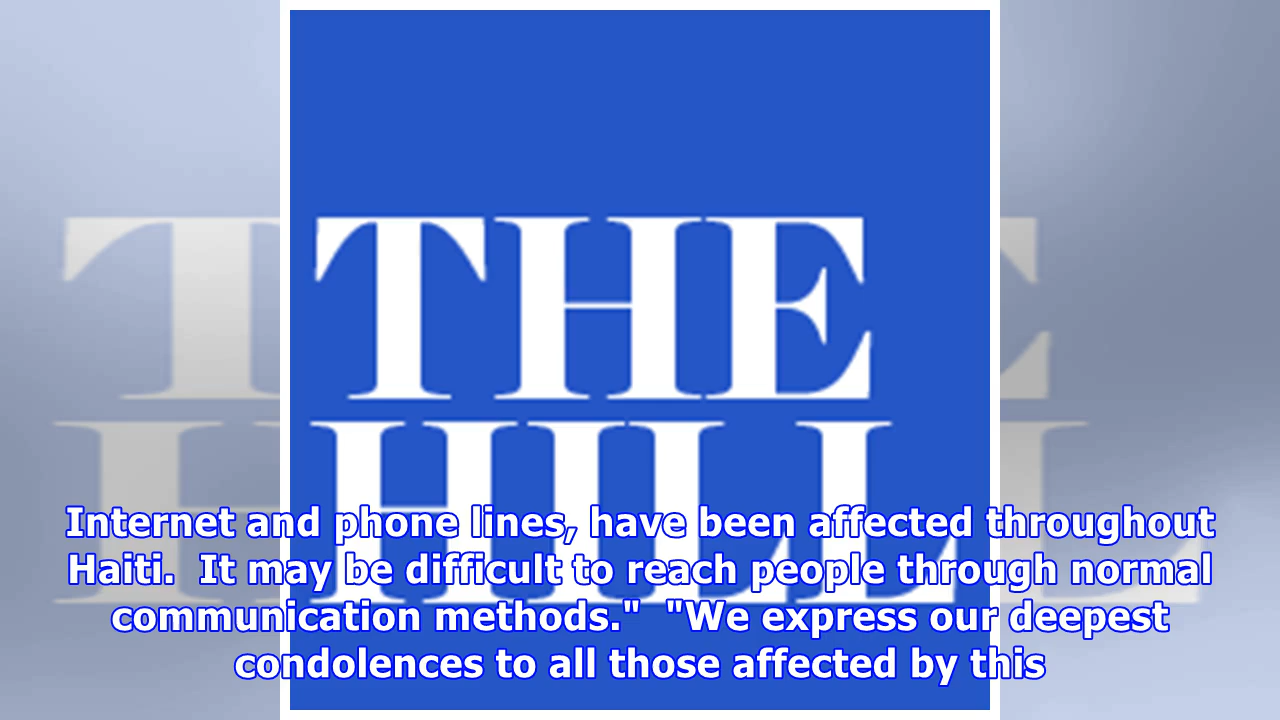 THE
HILL
Internet and phone lines, have been affected throughout
Haiti.  It may be difficult to reach people through normal
communication methods."  "We express our deepest
condolences to all those affected by this